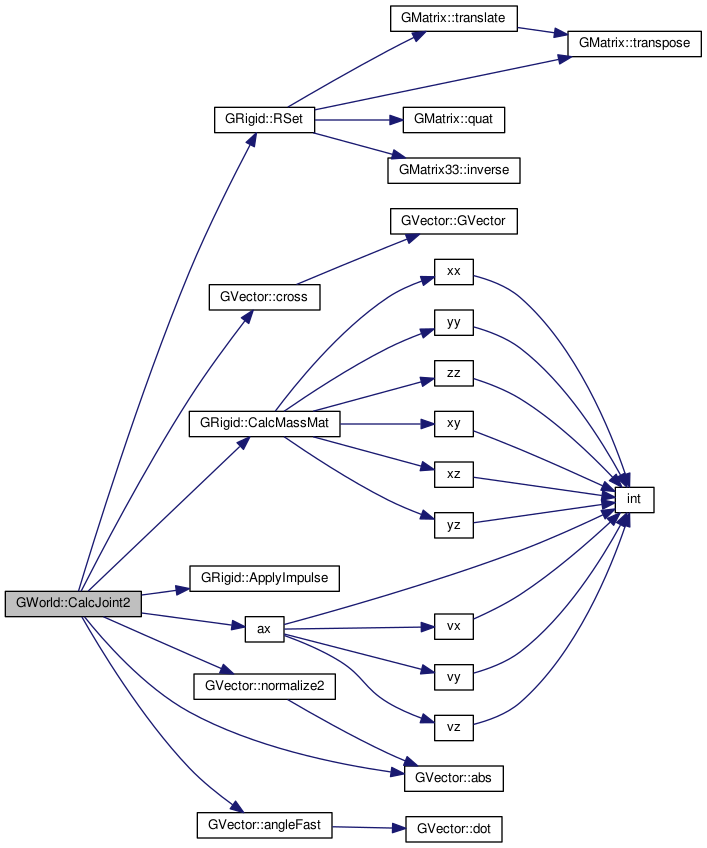 GMatrix::translate
GMatrix::transpose
GRigid::RSet
GMatrix::quat
GMatrix33::inverse
GVector::GVector
xx
GVector::cross
yy
zz
GRigid::CalcMassMat
xy
xz
int
yz
GRigid::ApplyImpulse
GWorld::CalcJoint2
ax
vx
vy
GVector::normalize2
vz
GVector::abs
GVector::angleFast
GVector::dot